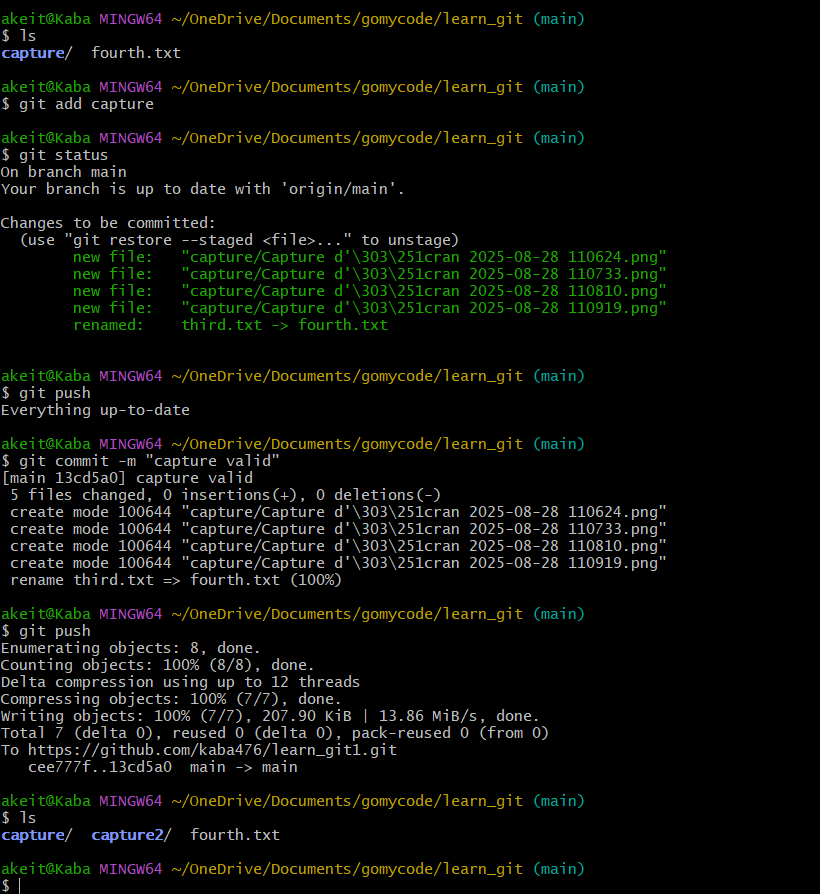 akeit@Kaba MINGW64 ~/OneDrive/Documents/gomycode/learn_git (main)
$ ls
capture/  fourth.txt

akeit@Kaba MINGW64 ~/OneDrive/Documents/gomycode/learn_git (main)
$ git add capture

akeit@Kaba MINGW64 ~/OneDrive/Documents/gomycode/learn_git (main)
$ git status
On branch main
Your branch is up to date with 'origin/main'.

Changes to be committed:
  (use "git restore --staged <file>..." to unstage)
        new file:   "capture/Capture d'\303\251cran 2025-08-28 110624.png"
        new file:   "capture/Capture d'\303\251cran 2025-08-28 110733.png"
        new file:   "capture/Capture d'\303\251cran 2025-08-28 110810.png"
        new file:   "capture/Capture d'\303\251cran 2025-08-28 110919.png"
        renamed:    third.txt -> fourth.txt


akeit@Kaba MINGW64 ~/OneDrive/Documents/gomycode/learn_git (main)
$ git push
Everything up-to-date

akeit@Kaba MINGW64 ~/OneDrive/Documents/gomycode/learn_git (main)
$ git commit -m "capture valid"
[main 13cd5a0] capture valid
 5 files changed, 0 insertions(+), 0 deletions(-)
 create mode 100644 "capture/Capture d'\303\251cran 2025-08-28 110624.png"
 create mode 100644 "capture/Capture d'\303\251cran 2025-08-28 110733.png"
 create mode 100644 "capture/Capture d'\303\251cran 2025-08-28 110810.png"
 create mode 100644 "capture/Capture d'\303\251cran 2025-08-28 110919.png"
 rename third.txt => fourth.txt (100%)

akeit@Kaba MINGW64 ~/OneDrive/Documents/gomycode/learn_git (main)
$ git push
Enumerating objects: 8, done.
Counting objects: 100% (8/8), done.
Delta compression using up to 12 threads
Compressing objects: 100% (7/7), done.
Writing objects: 100% (7/7), 207.90 KiB | 13.86 MiB/s, done.
Total 7 (delta 0), reused 0 (delta 0), pack-reused 0 (from 0)
To https://github.com/kaba476/learn_git1.git
   cee777f..13cd5a0  main -> main

akeit@Kaba MINGW64 ~/OneDrive/Documents/gomycode/learn_git (main)
$ ls
capture/  capture2/  fourth.txt

akeit@Kaba MINGW64 ~/OneDrive/Documents/gomycode/learn_git (main)
$